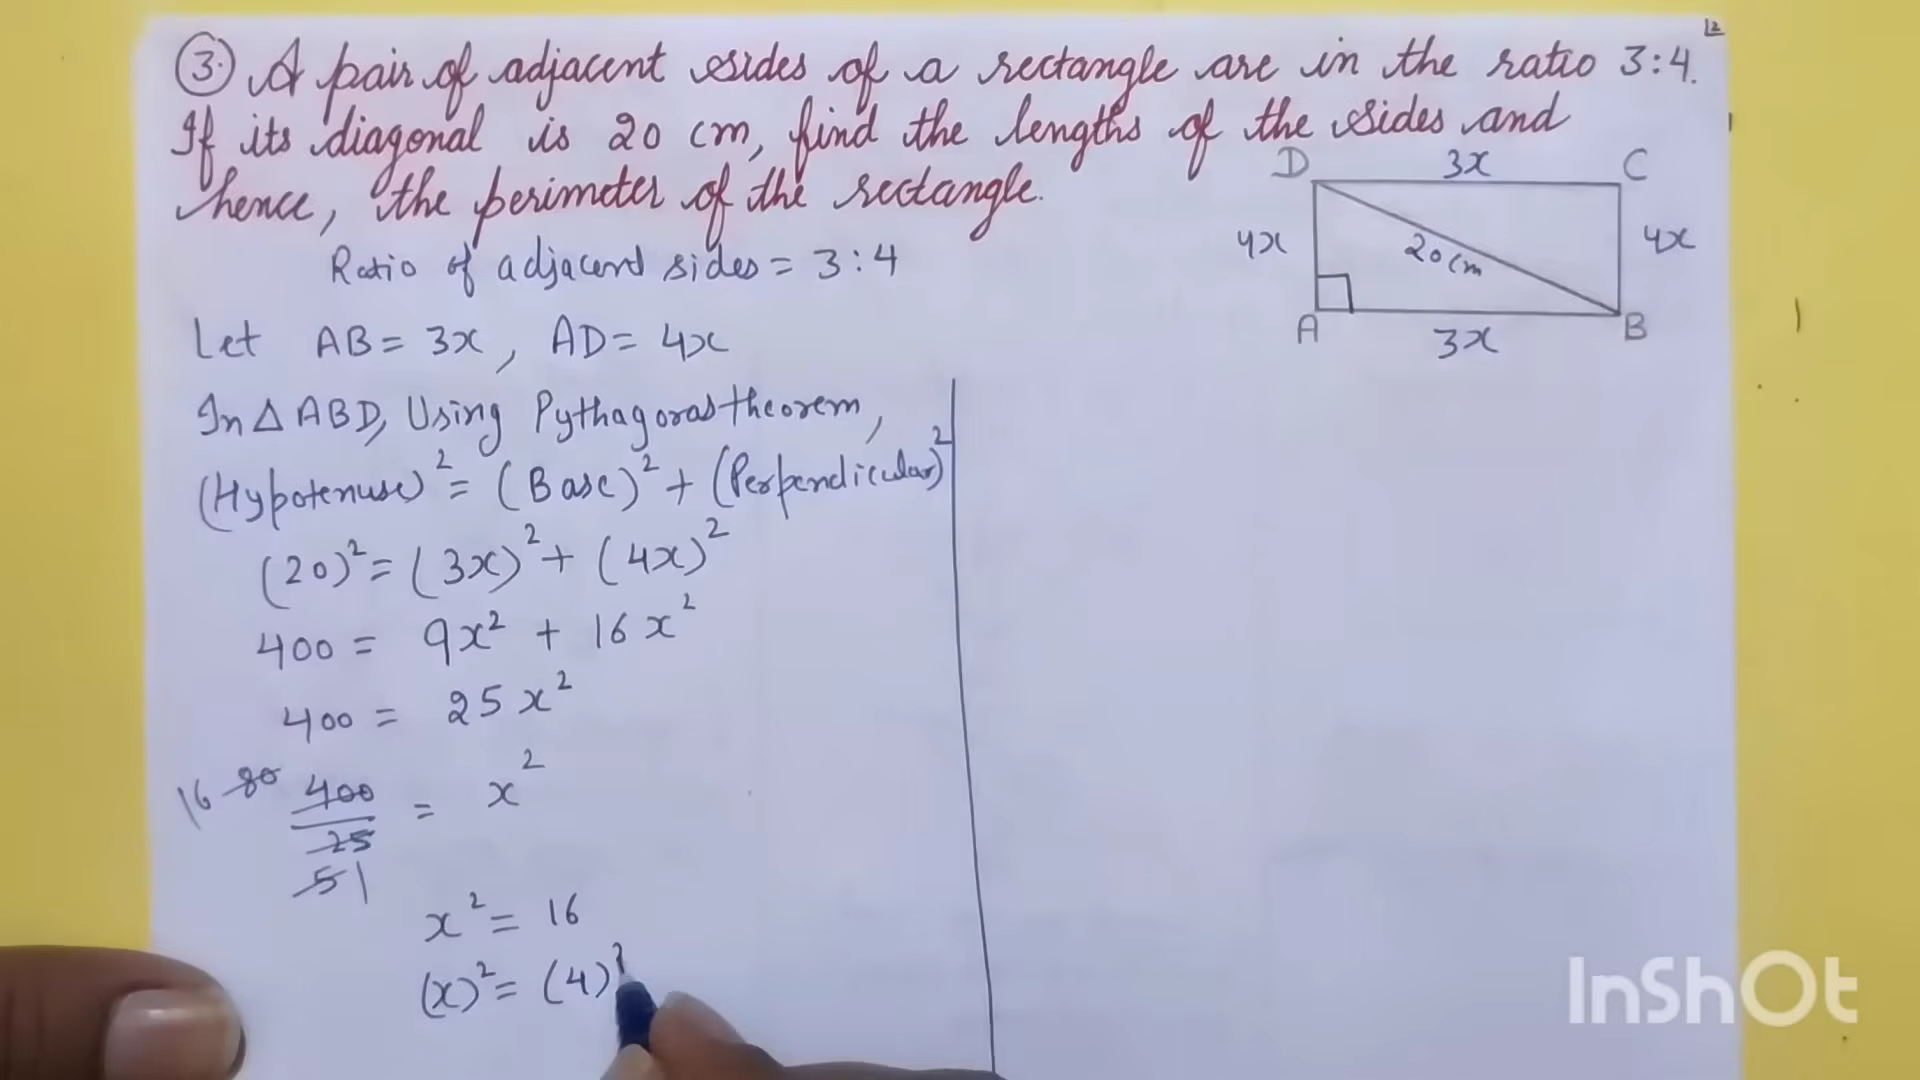 ③. A pair of adjacent sides of a rectangle are in the ratio 3:4.
If its diagonal is 20 cm, find the lengths of the sides and
hence, the perimeter of the rectangle.
D 3x C
4x 20cm 4x
A 3x B
Ratio of adjacent sides = 3:4
Let AB = 3x, AD = 4x
In △ABD, Using Pythagoras theorem,
(Hypotenuse)² = (Base)² + (Perpendicular)²
(20)² = (3x)² + (4x)²
400 = 9x² + 16x²
400 = 25x²
16 80 400 = x²
25
5 1
x² = 16
(x)² = (4)
InShOt